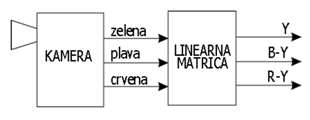 zelena
Y
KAMERA
plava
LINEARNA
MATRICA
B-Y
crvena
R-Y